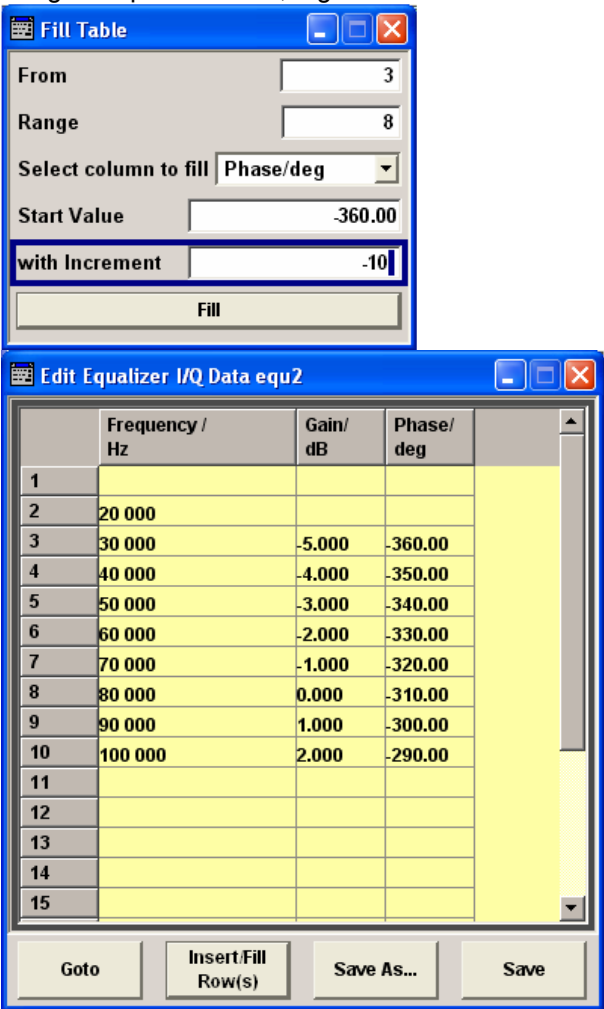 Fill Table
From 3
Range 8
Select column to fill Phase/deg
Start Value -360.00
with Increment -10
Fill
Edit Equalizer I/Q Data equ2
Frequency / Hz Gain/ dB Phase/ deg
1
2 20 000
3 30 000 -5.000 -360.00
4 40 000 -4.000 -350.00
5 50 000 -3.000 -340.00
6 60 000 -2.000 -330.00
7 70 000 -1.000 -320.00
8 80 000 0.000 -310.00
9 90 000 1.000 -300.00
10 100 000 2.000 -290.00
11
12
13
14
15
Goto Insert/Fill Row(s) Save As... Save